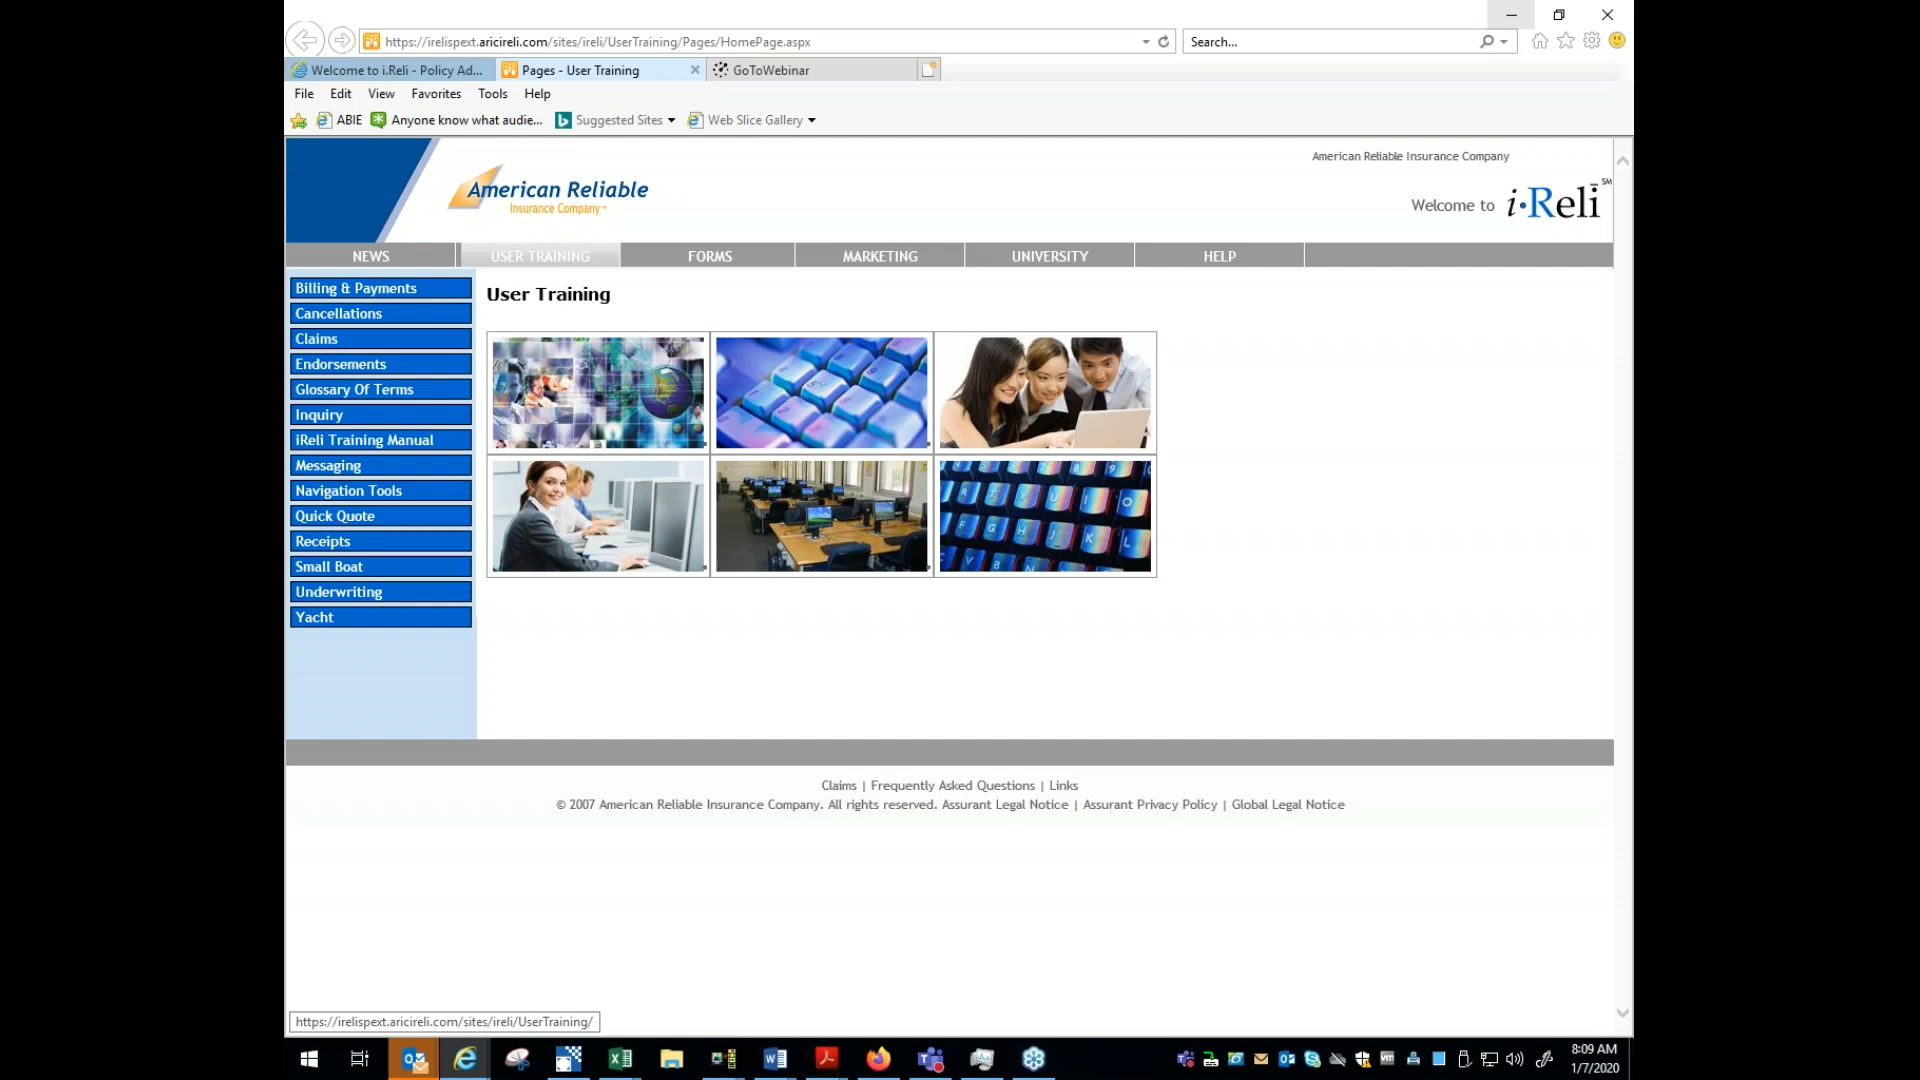 https://irelispext.aricireli.com/sites/ireli/UserTraining/Pages/HomePage.aspx
Search...
Welcome to i.Reli - Policy Ad...
Pages - User Training
GoToWebinar
File Edit View Favorites Tools Help
ABIE
Anyone know what audie...
Suggested Sites
Web Slice Gallery
American Reliable Insurance Company
American Reliable
Insurance Company™
Welcome to i·Reli℠
NEWS
USER TRAINING
FORMS
MARKETING
UNIVERSITY
HELP
Billing & Payments
Cancellations
Claims
Endorsements
Glossary Of Terms
Inquiry
iReli Training Manual
Messaging
Navigation Tools
Quick Quote
Receipts
Small Boat
Underwriting
Yacht
User Training
Claims | Frequently Asked Questions | Links
© 2007 American Reliable Insurance Company. All rights reserved. Assurant Legal Notice | Assurant Privacy Policy | Global Legal Notice
https://irelispext.aricireli.com/sites/ireli/UserTraining/
8:09 AM
1/7/2020